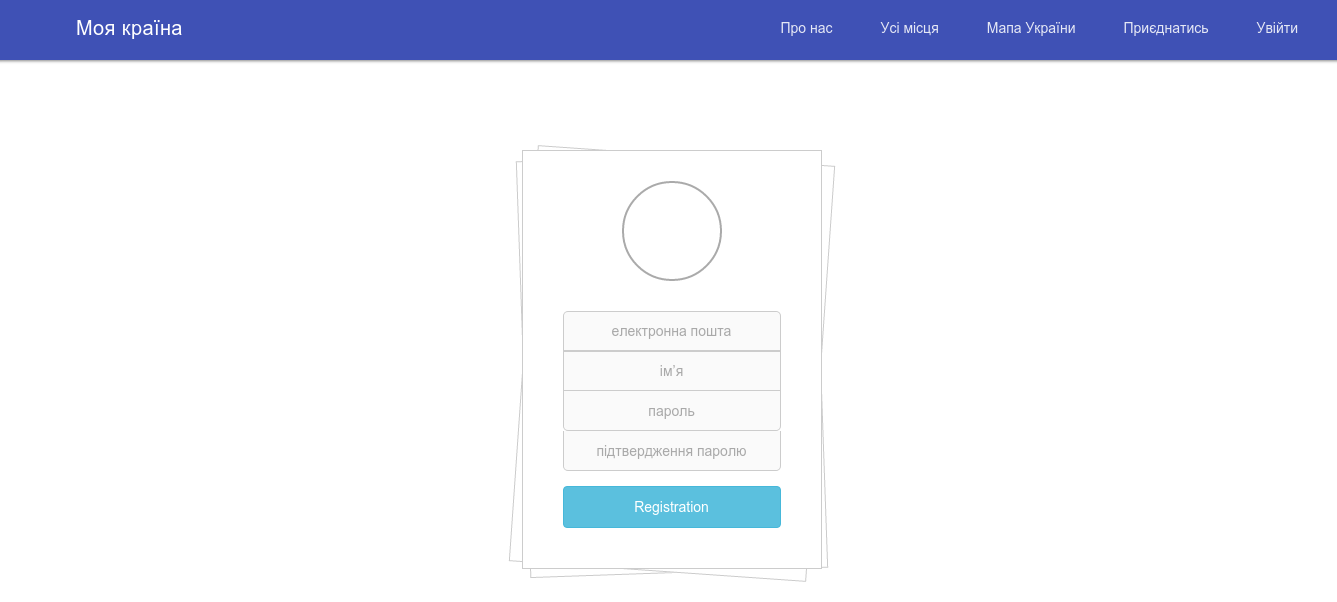 Моя країна
Про нас
Усі місця
Мапа України
Приєднатись
Увійти
електронна пошта
ім'я
пароль
підтвердження паролю
Registration